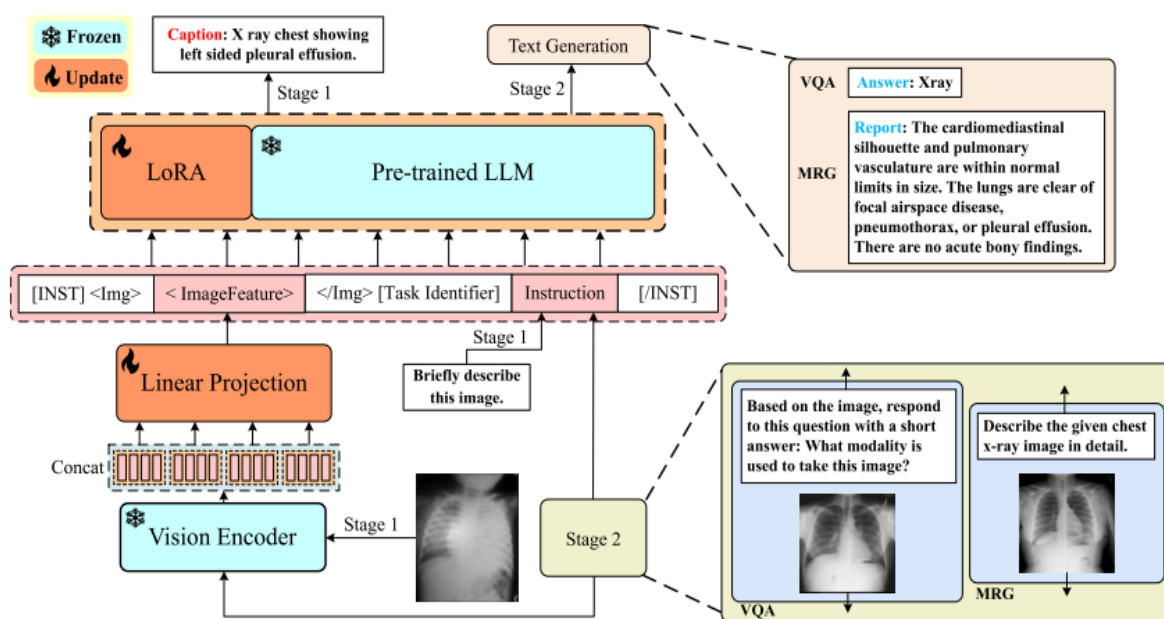 Frozen
Update
Caption: X ray chest showing
left sided pleural effusion.
Text Generation
Stage 1
Stage 2
VQA
Answer: Xray
MRG
Report: The cardiomediastinal
silhouette and pulmonary
vasculature are within normal
limits in size. The lungs are clear of
focal airspace disease,
pneumothorax, or pleural effusion.
There are no acute bony findings.
LoRA
Pre-trained LLM
[INST] <Img>
< ImageFeature>
</Img> [Task Identifier]
Instruction
[/INST]
Stage 1
Linear Projection
Briefly describe
this image.
Concat
Vision Encoder
Stage 1
Stage 2
Based on the image, respond
to this question with a short
answer: What modality is
used to take this image?
VQA
Describe the given chest
x-ray image in detail.
MRG